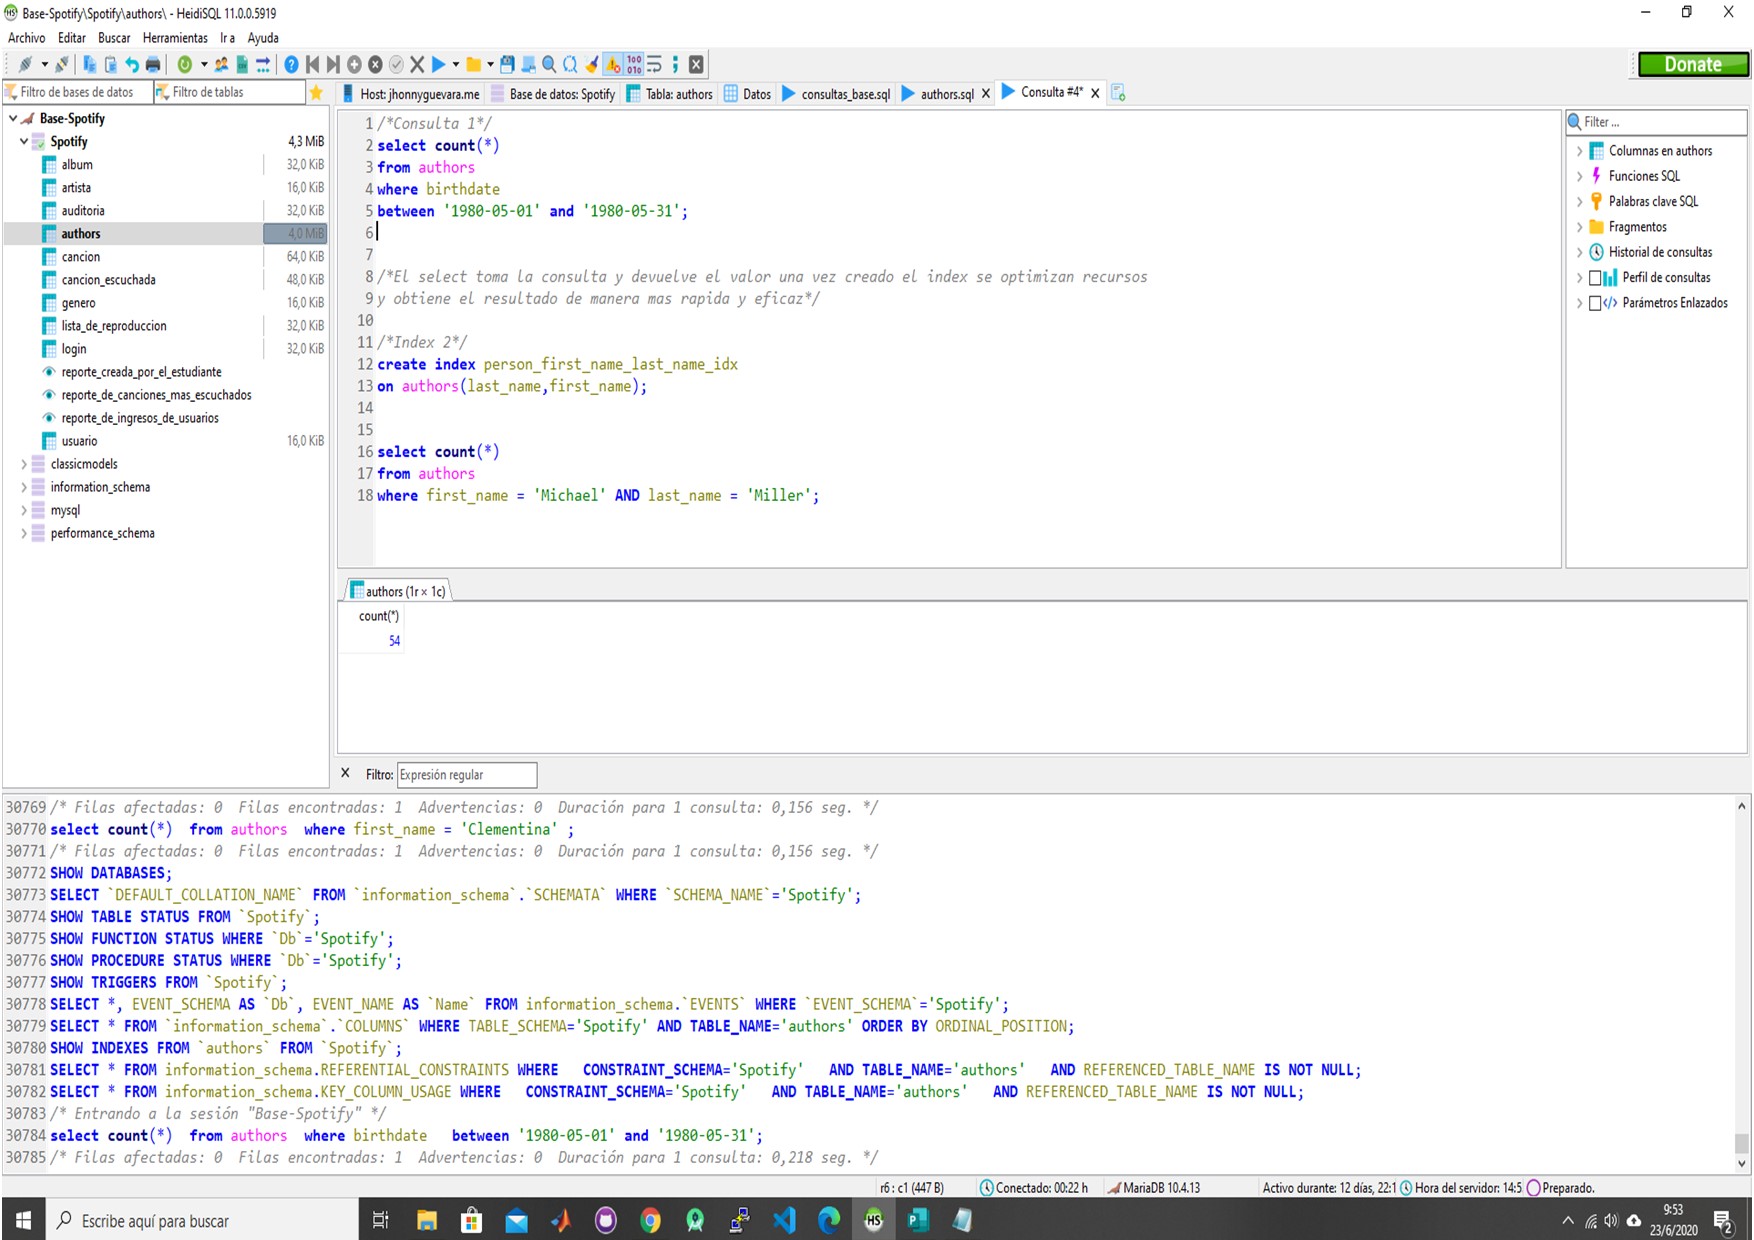 Base-Spotify\Spotify\authors\ - HeidiSQL 11.0.0.5919
Archivo Editar Buscar Herramientas Ir a Ayuda
Donate
Filtro de bases de datos
Filtro de tablas
Host: jhonnyguevara.me
Base de datos: Spotify
Tabla: authors
Datos
consultas_base.sql
authors.sql
Consulta #4*
Base-Spotify
Spotify 4,3 MiB
album 32,0 KiB
artista 16,0 KiB
auditoria 32,0 KiB
authors 4,0 MiB
cancion 64,0 KiB
cancion_escuchada 48,0 KiB
genero 16,0 KiB
lista_de_reproduccion 32,0 KiB
login 32,0 KiB
reporte_creada_por_el_estudiante
reporte_de_canciones_mas_escuchados
reporte_de_ingresos_de_usuarios
usuario 16,0 KiB
classicmodels
information_schema
mysql
performance_schema
1 /*Consulta 1*/
2 select count(*)
3 from authors
4 where birthdate
5 between '1980-05-01' and '1980-05-31';
6
7
8 /*El select toma la consulta y devuelve el valor una vez creado el index se optimizan recursos
9 y obtiene el resultado de manera mas rapida y eficaz*/
10
11 /*Index 2*/
12 create index person_first_name_last_name_idx
13 on authors(last_name,first_name);
14
15
16 select count(*)
17 from authors
18 where first_name = 'Michael' AND last_name = 'Miller';
Filter ...
Columnas en authors
Funciones SQL
Palabras clave SQL
Fragmentos
Historial de consultas
Perfil de consultas
Parámetros Enlazados
authors (1r × 1c)
count(*)
54
Filtro: Expresión regular
30769 /* Filas afectadas: 0 Filas encontradas: 1 Advertencias: 0 Duración para 1 consulta: 0,156 seg. */
30770 select count(*) from authors where first_name = 'Clementina' ;
30771 /* Filas afectadas: 0 Filas encontradas: 1 Advertencias: 0 Duración para 1 consulta: 0,156 seg. */
30772 SHOW DATABASES;
30773 SELECT `DEFAULT_COLLATION_NAME` FROM `information_schema`.`SCHEMATA` WHERE `SCHEMA_NAME`='Spotify';
30774 SHOW TABLE STATUS FROM `Spotify`;
30775 SHOW FUNCTION STATUS WHERE `Db`='Spotify';
30776 SHOW PROCEDURE STATUS WHERE `Db`='Spotify';
30777 SHOW TRIGGERS FROM `Spotify`;
30778 SELECT *, EVENT_SCHEMA AS `Db`, EVENT_NAME AS `Name` FROM information_schema.`EVENTS` WHERE `EVENT_SCHEMA`='Spotify';
30779 SELECT * FROM `information_schema`.`COLUMNS` WHERE TABLE_SCHEMA='Spotify' AND TABLE_NAME='authors' ORDER BY ORDINAL_POSITION;
30780 SHOW INDEXES FROM `authors` FROM `Spotify`;
30781 SELECT * FROM information_schema.REFERENTIAL_CONSTRAINTS WHERE CONSTRAINT_SCHEMA='Spotify' AND TABLE_NAME='authors' AND REFERENCED_TABLE_NAME IS NOT NULL;
30782 SELECT * FROM information_schema.KEY_COLUMN_USAGE WHERE CONSTRAINT_SCHEMA='Spotify' AND TABLE_NAME='authors' AND REFERENCED_TABLE_NAME IS NOT NULL;
30783 /* Entrando a la sesión "Base-Spotify" */
30784 select count(*) from authors where birthdate between '1980-05-01' and '1980-05-31';
30785 /* Filas afectadas: 0 Filas encontradas: 1 Advertencias: 0 Duración para 1 consulta: 0,218 seg. */
r6 : c1 (447 B) Conectado: 00:22 h MariaDB 10.4.13 Activo durante: 12 días, 22:1 Hora del servidor: 14:5 Preparado.
Escribe aquí para buscar
9:53
23/6/2020
2